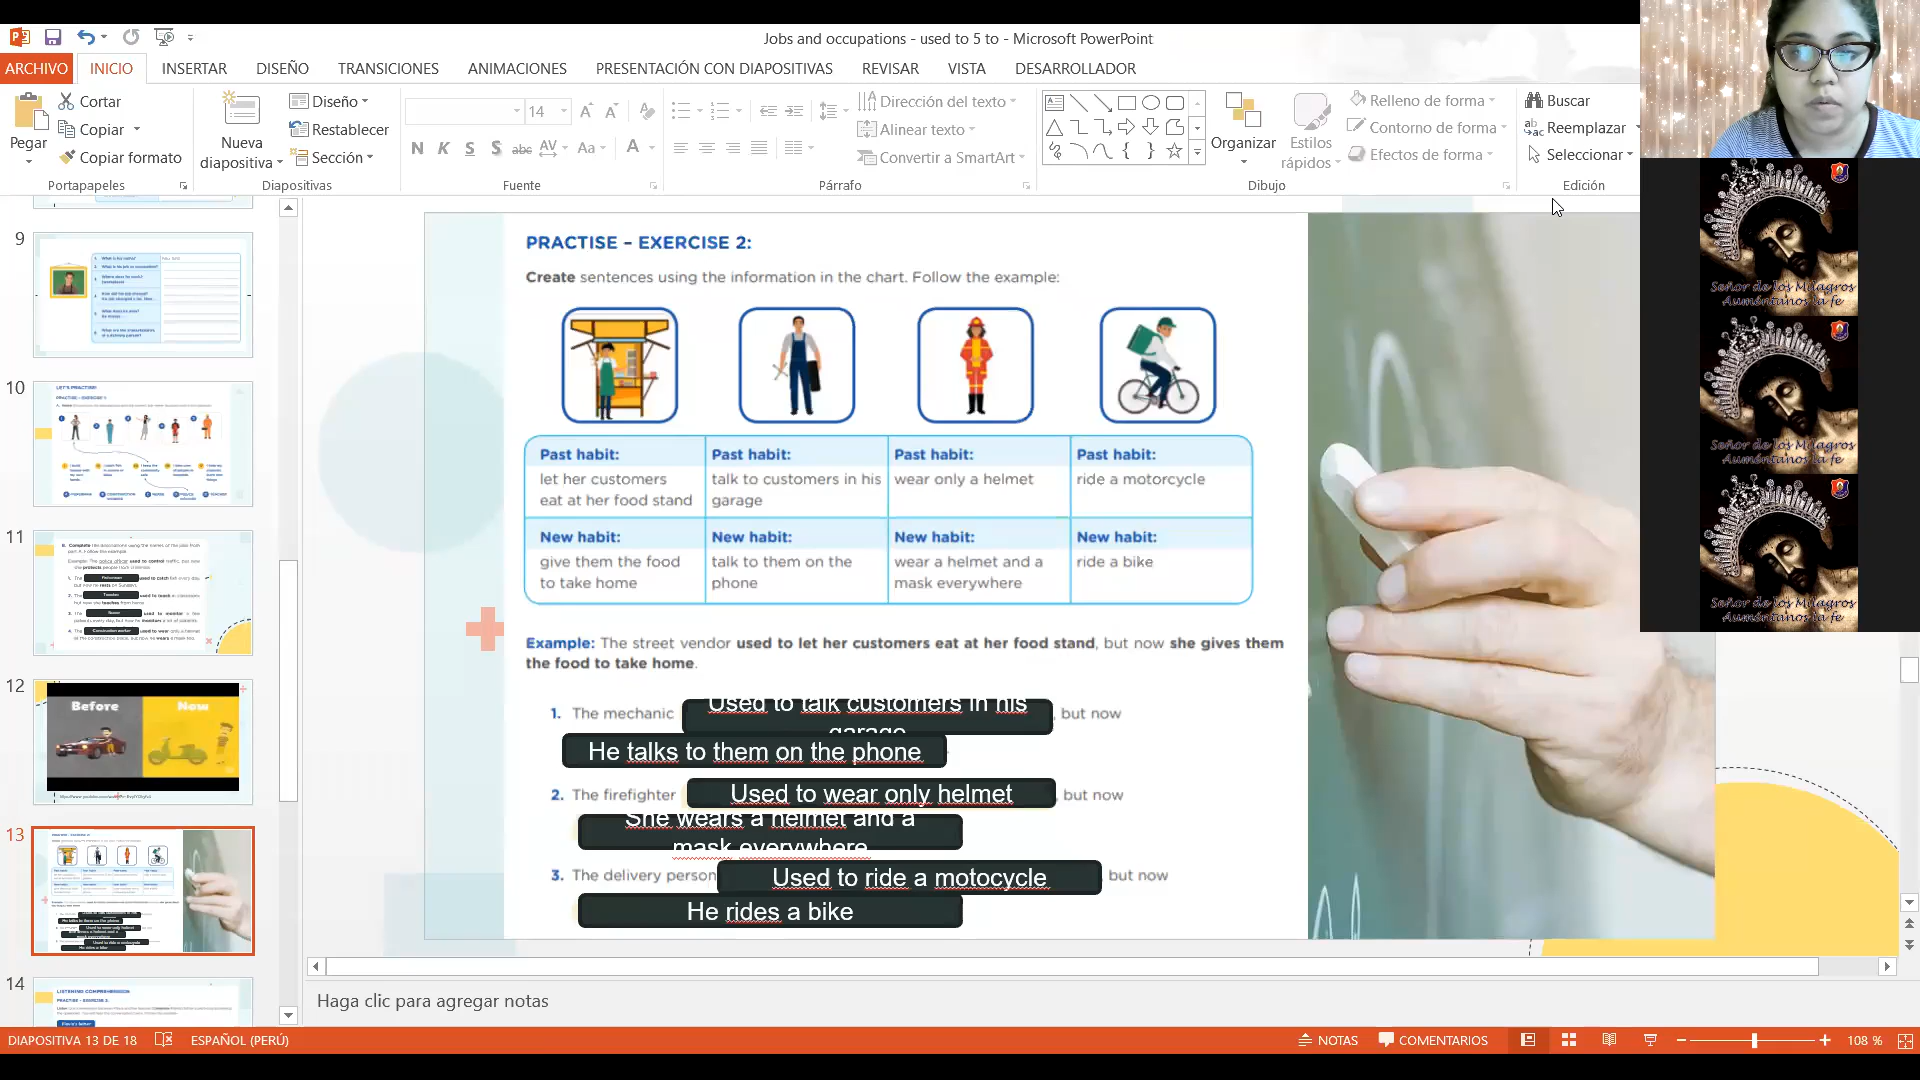 Jobs and occupations - used to 5 to - Microsoft PowerPoint
ARCHIVO INICIO INSERTAR DISEÑO TRANSICIONES ANIMACIONES PRESENTACIÓN CON DIAPOSITIVAS REVISAR VISTA DESARROLLADOR
Pegar
Cortar
Copiar
Copiar formato
Portapapeles
Nueva
diapositiva
Diseño
Restablecer
Sección
Diapositivas
14
N K S S abc AV Aa A
Fuente
Dirección del texto
Alinear texto
Convertir a SmartArt
Párrafo
Organizar
Estilos
rápidos
Relleno de forma
Contorno de forma
Efectos de forma
Dibujo
Buscar
Reemplazar
Seleccionar
Edición
9
10
11
12
Before Now
13
14
PRACTISE – EXERCISE 2:
Create sentences using the information in the chart. Follow the example:
Past habit:
let her customers
eat at her food stand
Past habit:
talk to customers in his
garage
Past habit:
wear only a helmet
Past habit:
ride a motorcycle
New habit:
give them the food
to take home
New habit:
talk to them on the
phone
New habit:
wear a helmet and a
mask everywhere
New habit:
ride a bike
Example: The street vendor used to let her customers eat at her food stand, but now she gives them
the food to take home.
1. The mechanic Used to talk customers in his garage, but now
He talks to them on the phone
2. The firefighter Used to wear only helmet, but now
She wears a helmet and a
mask everywhere
3. The delivery person Used to ride a motocycle but now
He rides a bike
Señor de los Milagros
Auméntanos la fe
Señor de los Milagros
Auméntanos la fe
Señor de los Milagros
Auméntanos la fe
Haga clic para agregar notas
DIAPOSITIVA 13 DE 18 ESPAÑOL (PERÚ) NOTAS COMENTARIOS 108 %